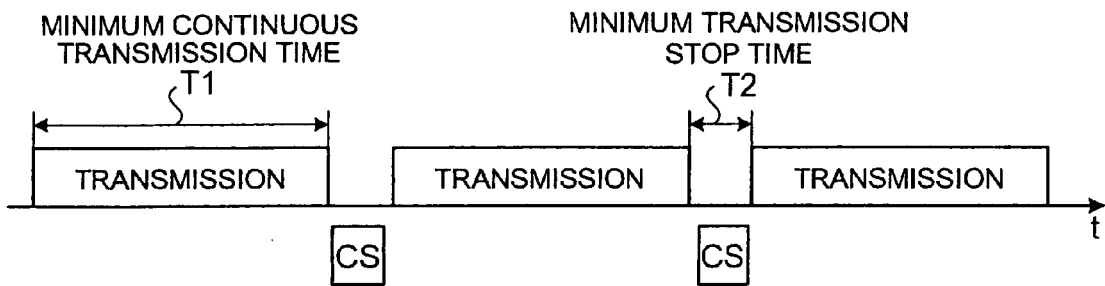 MINIMUM CONTINUOUS
TRANSMISSION TIME
T1
MINIMUM TRANSMISSION
STOP TIME
T2
TRANSMISSION
TRANSMISSION
TRANSMISSION
t
CS
CS